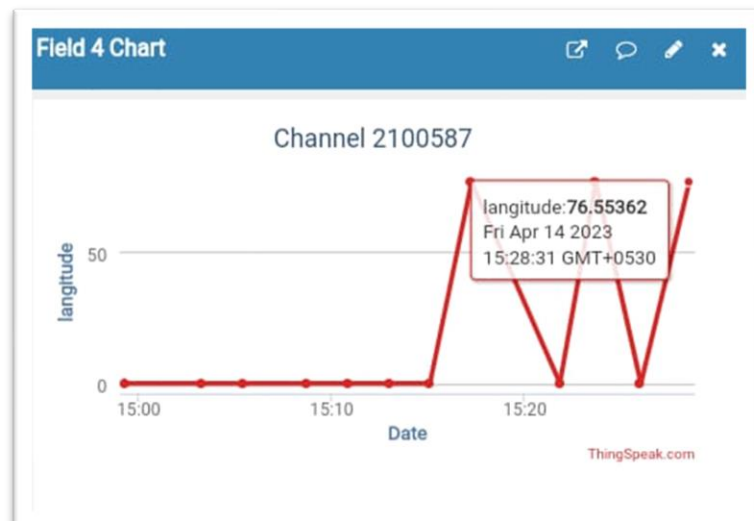 Field 4 Chart
Channel 2100587
langitude
50
0
langitude:76.55362
Fri Apr 14 2023
15:28:31 GMT+0530
15:00
15:10
15:20
Date
ThingSpeak.com